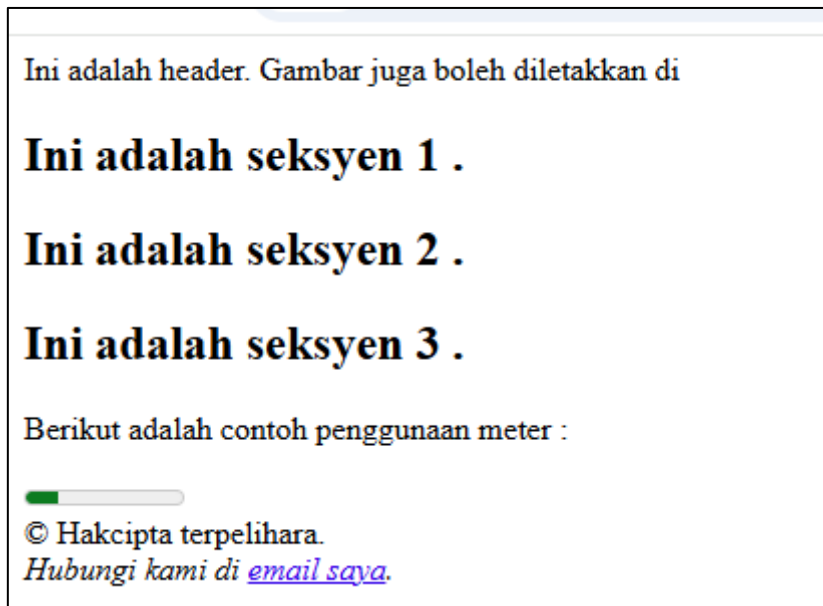 Ini adalah header. Gambar juga boleh diletakkan di
Ini adalah seksyen 1 .
Ini adalah seksyen 2 .
Ini adalah seksyen 3 .
Berikut adalah contoh penggunaan meter :
© Hakcipta terpelihara.
Hubungi kami di email saya.